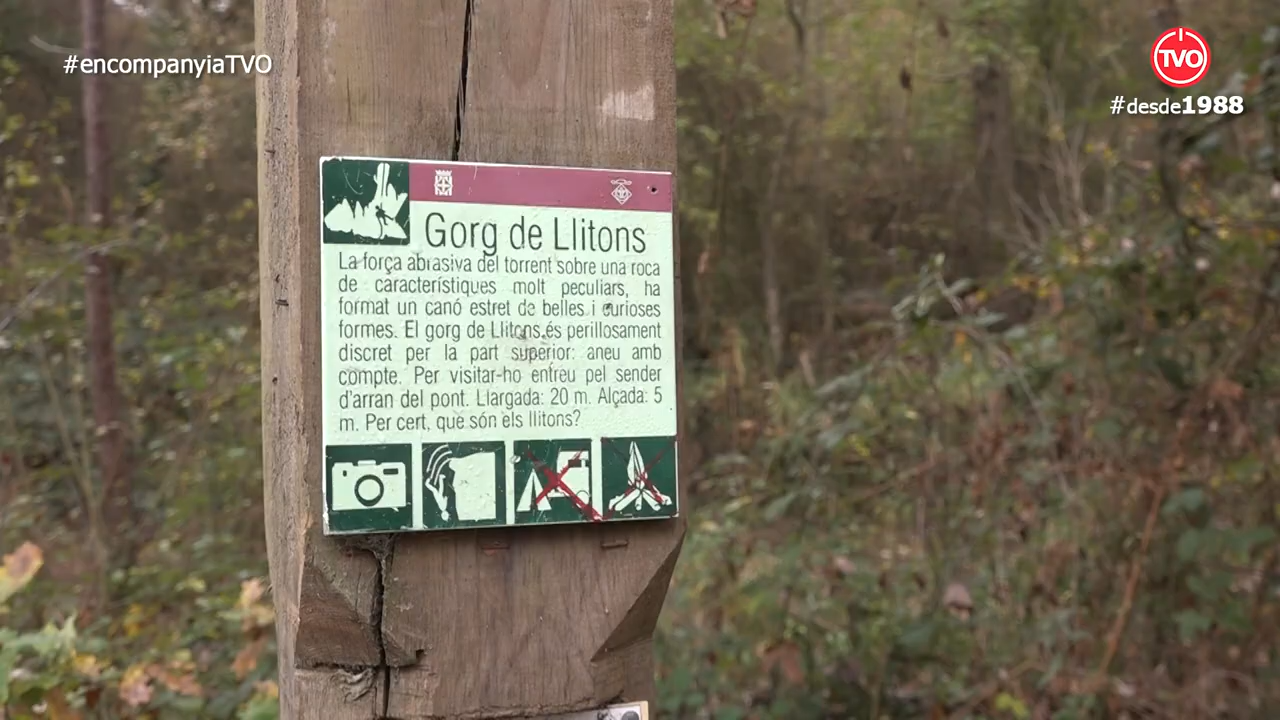 #encompanyiaTVO
TVO
#desde1988
Gorg de Llitons
La força abrasiva del torrent sobre una roca
de característiques molt peculiars, ha
format un canó estret de belles i curioses
formes. El gorg de Llitons és perillosament
discret per la part superior: aneu amb
compte. Per visitar-ho entreu pel sender
d'arran del pont. Llargada: 20 m. Alçada: 5
m. Per cert, que són els llitons?